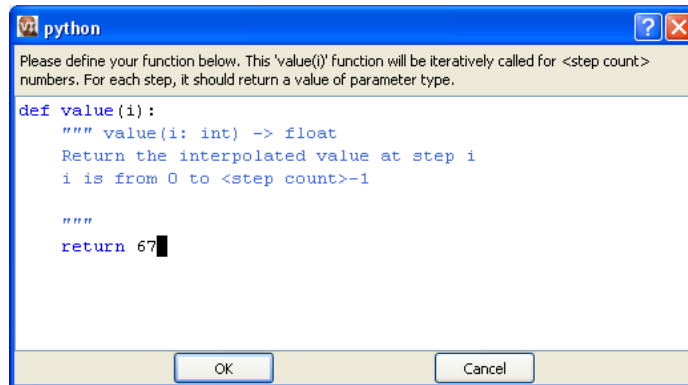 python
Please define your function below. This 'value(i)' function will be iteratively called for <step count>
numbers. For each step, it should return a value of parameter type.
def value(i):
    """ value(i: int) -> float
    Return the interpolated value at step i
    i is from 0 to <step count>-1
    """
    return 67
OK
Cancel